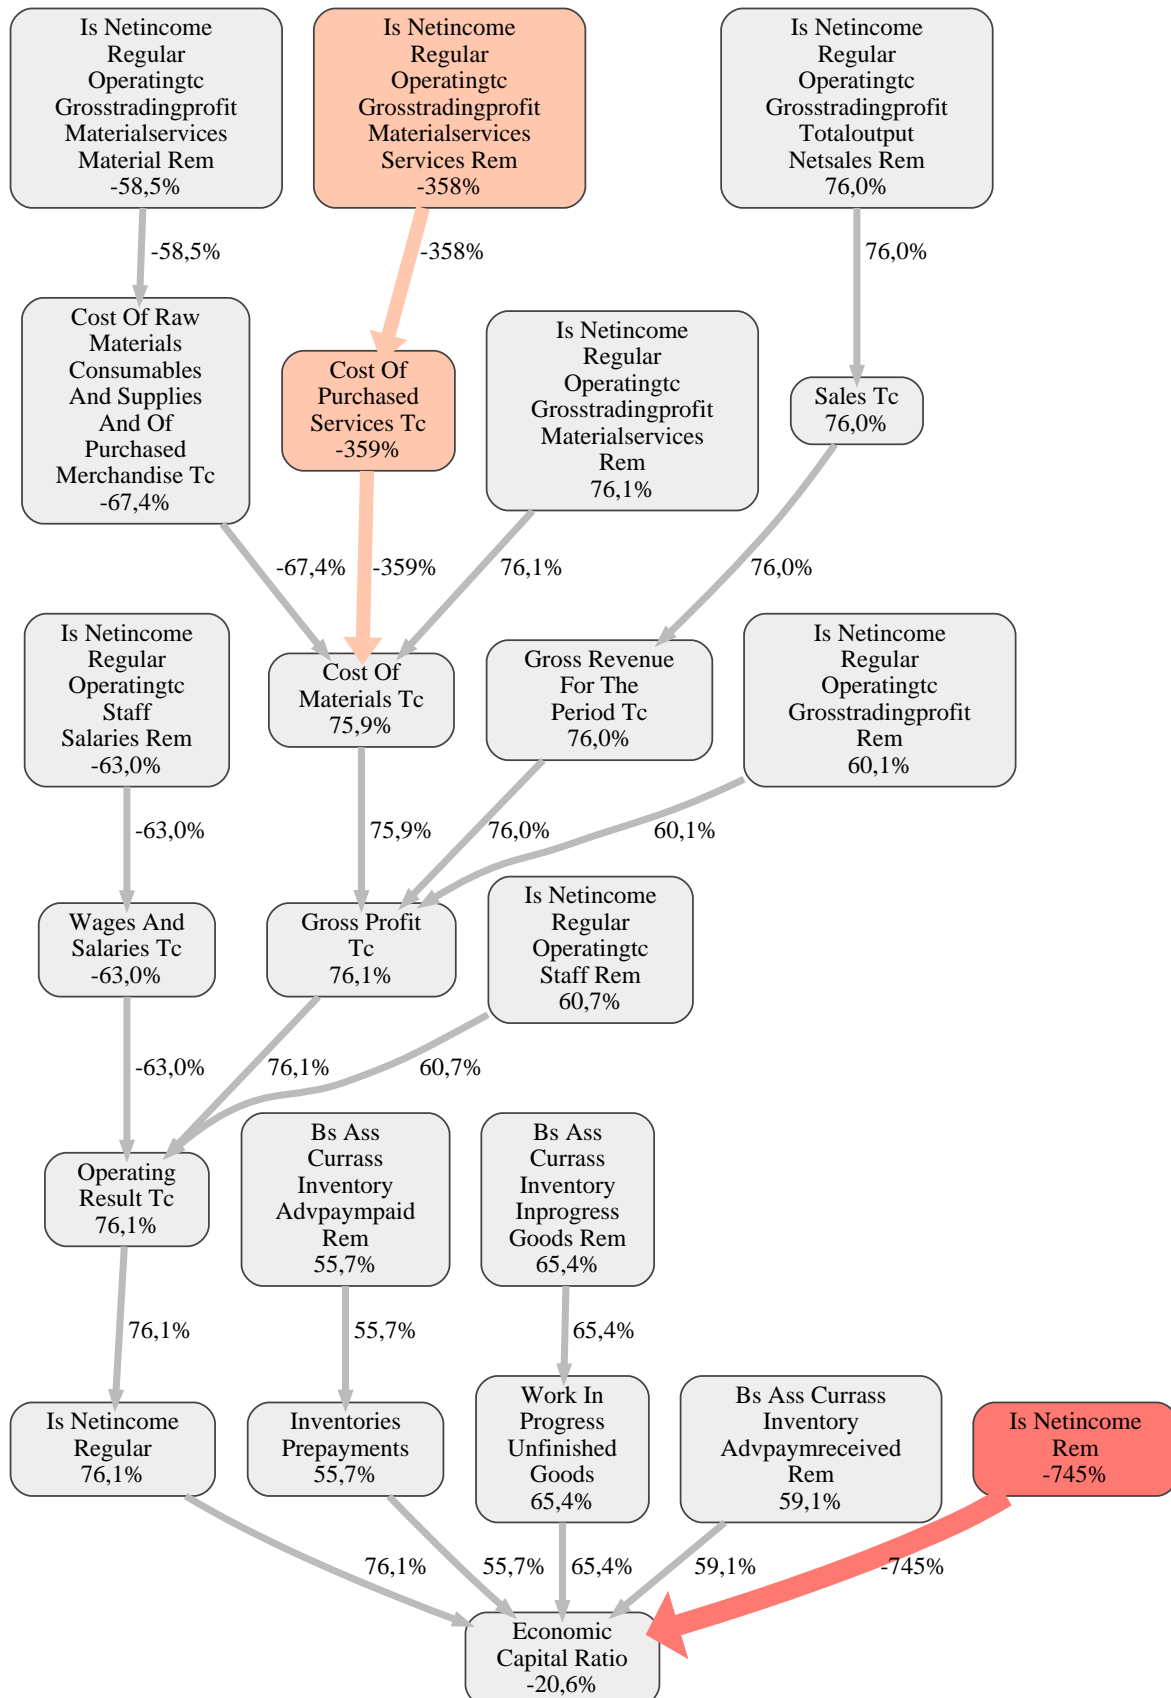 Is Netincome
Regular
Operatingtc
Grosstradingprofit
Materialservices
Material Rem
-58,5%
Is Netincome
Regular
Operatingtc
Grosstradingprofit
Materialservices
Services Rem
-358%
Is Netincome
Regular
Operatingtc
Grosstradingprofit
Totaloutput
Netsales Rem
76,0%
-58,5%
-358%
76,0%
Cost Of Raw
Materials
Consumables
And Supplies
And Of
Purchased
Merchandise Tc
-67,4%
Cost Of
Purchased
Services Tc
-359%
Is Netincome
Regular
Operatingtc
Grosstradingprofit
Materialservices
Rem
76,1%
Sales Tc
76,0%
-67,4%
-359%
76,1%
76,0%
Is Netincome
Regular
Operatingtc
Staff
Salaries Rem
-63,0%
Cost Of
Materials Tc
75,9%
Gross Revenue
For The
Period Tc
76,0%
Is Netincome
Regular
Operatingtc
Grosstradingprofit
Rem
60,1%
-63,0%
75,9%
76,0%
60,1%
Wages And
Salaries Tc
-63,0%
Gross Profit
Tc
76,1%
Is Netincome
Regular
Operatingtc
Staff Rem
60,7%
-63,0%
76,1%
60,7%
Operating
Result Tc
76,1%
Bs Ass
Currass
Inventory
Advpaympaid
Rem
55,7%
Bs Ass
Currass
Inventory
Inprogress
Goods Rem
65,4%
76,1%
55,7%
65,4%
Is Netincome
Regular
76,1%
Inventories
Prepayments
55,7%
Work In
Progress
Unfinished
Goods
65,4%
Bs Ass Currass
Inventory
Advpaymreceived
Rem
59,1%
Is Netincome
Rem
-745%
76,1%
55,7%
65,4%
59,1%
-745%
Economic
Capital Ratio
-20,6%